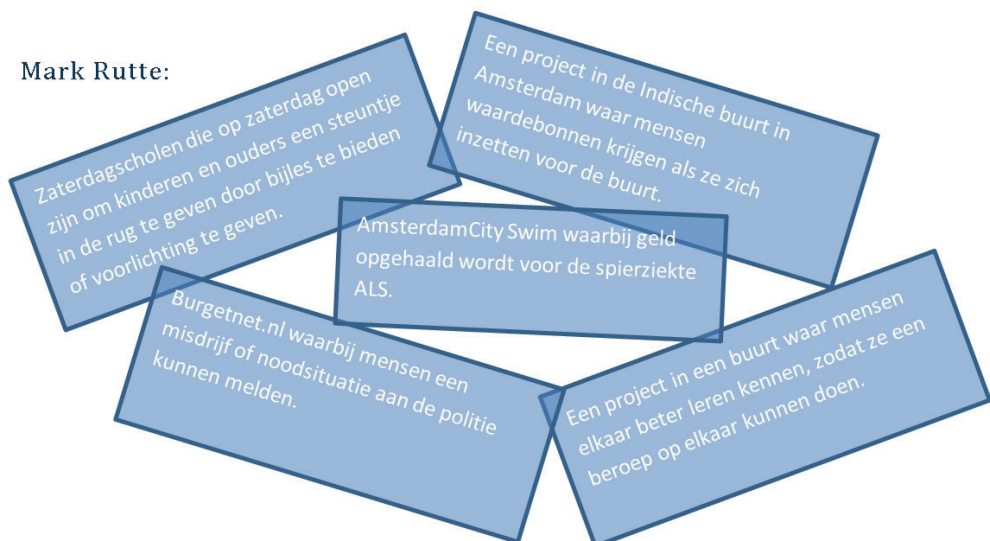 Mark Rutte:
Zaterdagscholen die op zaterdag open
zijn om kinderen en ouders een steuntje
in de rug te geven door bijles te bieden
of voorlichting te geven.
Een project in de Indische buurt in
Amsterdam waar mensen
waardebonnen krijgen als ze zich
inzetten voor de buurt.
AmsterdamCity Swim waarbij geld
opgehaald wordt voor de spierziekte
ALS.
Burgetnet.nl waarbij mensen een
misdrijf of noodsituatie aan de politie
kunnen melden.
Een project in een buurt waar mensen
elkaar beter leren kennen, zodat ze een
beroep op elkaar kunnen doen.